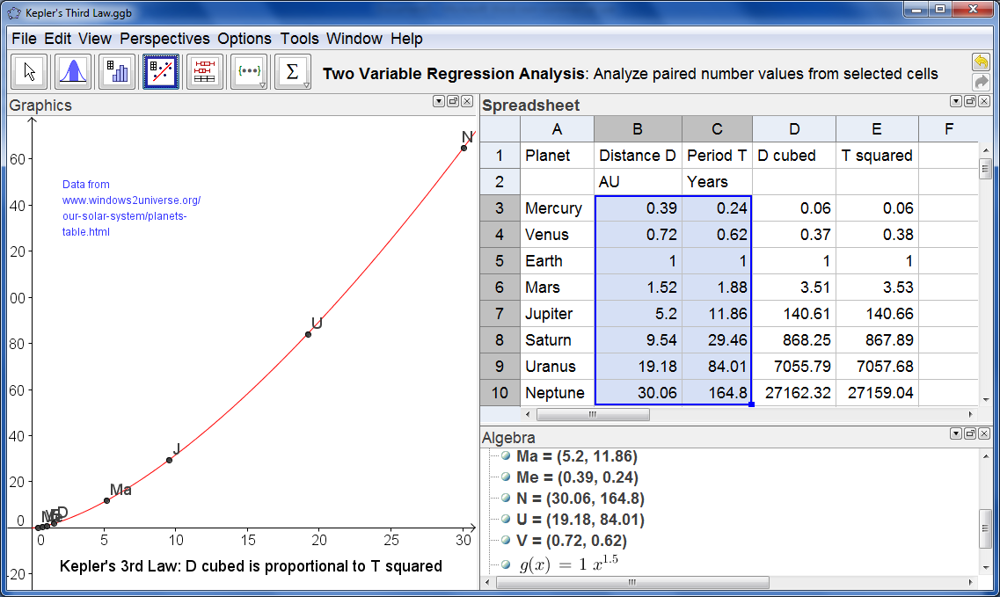 Kepler's Third Law.ggb
File Edit View Perspectives Options Tools Window Help
{•••} Σ Two Variable Regression Analysis: Analyze paired number values from selected cells
Graphics
60
40
20
00
80
60
40
20
0
20
0 5 10 15 20 25 30
Data from
www.windows2universe.org/
our-solar-system/planets-
table.html
N
U
J
Ma
D
Kepler's 3rd Law: D cubed is proportional to T squared
Spreadsheet
A B C D E F
1 Planet Distance D Period T D cubed T squared
2 AU Years
3 Mercury 0.39 0.24 0.06 0.06
4 Venus 0.72 0.62 0.37 0.38
5 Earth 1 1 1 1
6 Mars 1.52 1.88 3.51 3.53
7 Jupiter 5.2 11.86 140.61 140.66
8 Saturn 9.54 29.46 868.25 867.89
9 Uranus 19.18 84.01 7055.79 7057.68
10 Neptune 30.06 164.8 27162.32 27159.04
Algebra
Ma = (5.2, 11.86)
Me = (0.39, 0.24)
N = (30.06, 164.8)
U = (19.18, 84.01)
V = (0.72, 0.62)
g(x) = 1 x^1.5